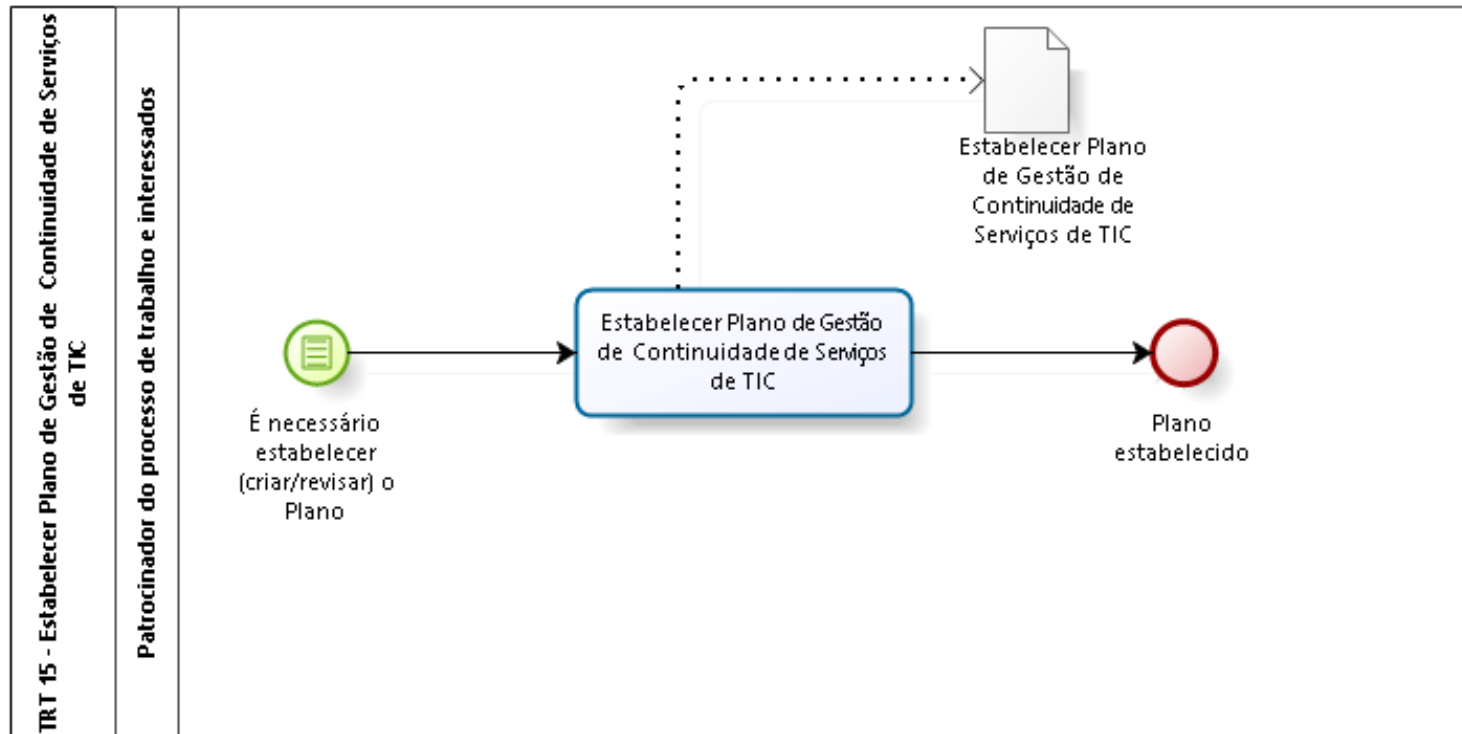 TRT 15 - Estabelecer Plano de Gestão de Continuidade de Serviços
de TIC
Patrocinador do processo de trabalho e interessados
Estabelecer Plano
de Gestão de
Continuidade de
Serviços de TIC
Estabelecer Plano de Gestão
de Continuidade de Serviços
de TIC
É necessário
estabelecer
(criar/revisar) o
Plano
Plano
estabelecido